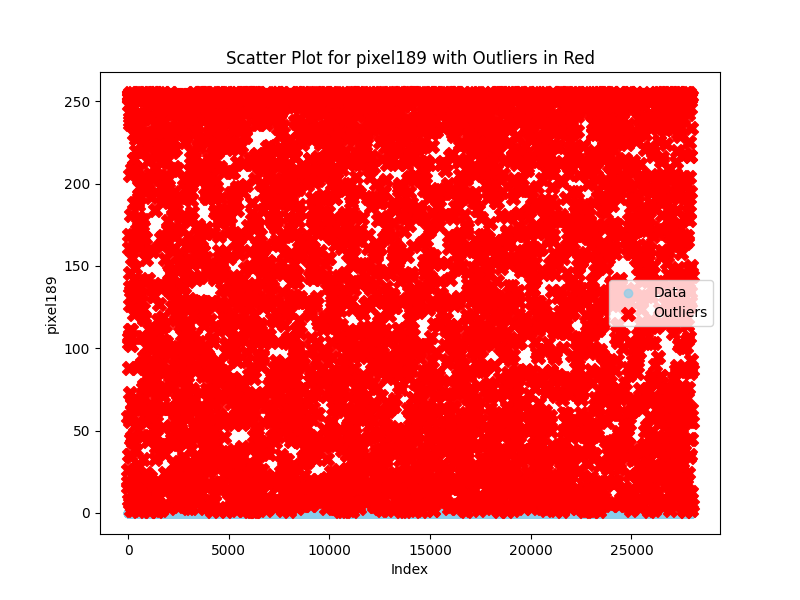 Scatter Plot for pixel189 with Outliers in Red
250
200
150
100
50
0
pixel189
Data
Outliers
0 5000 10000 15000 20000 25000
Index